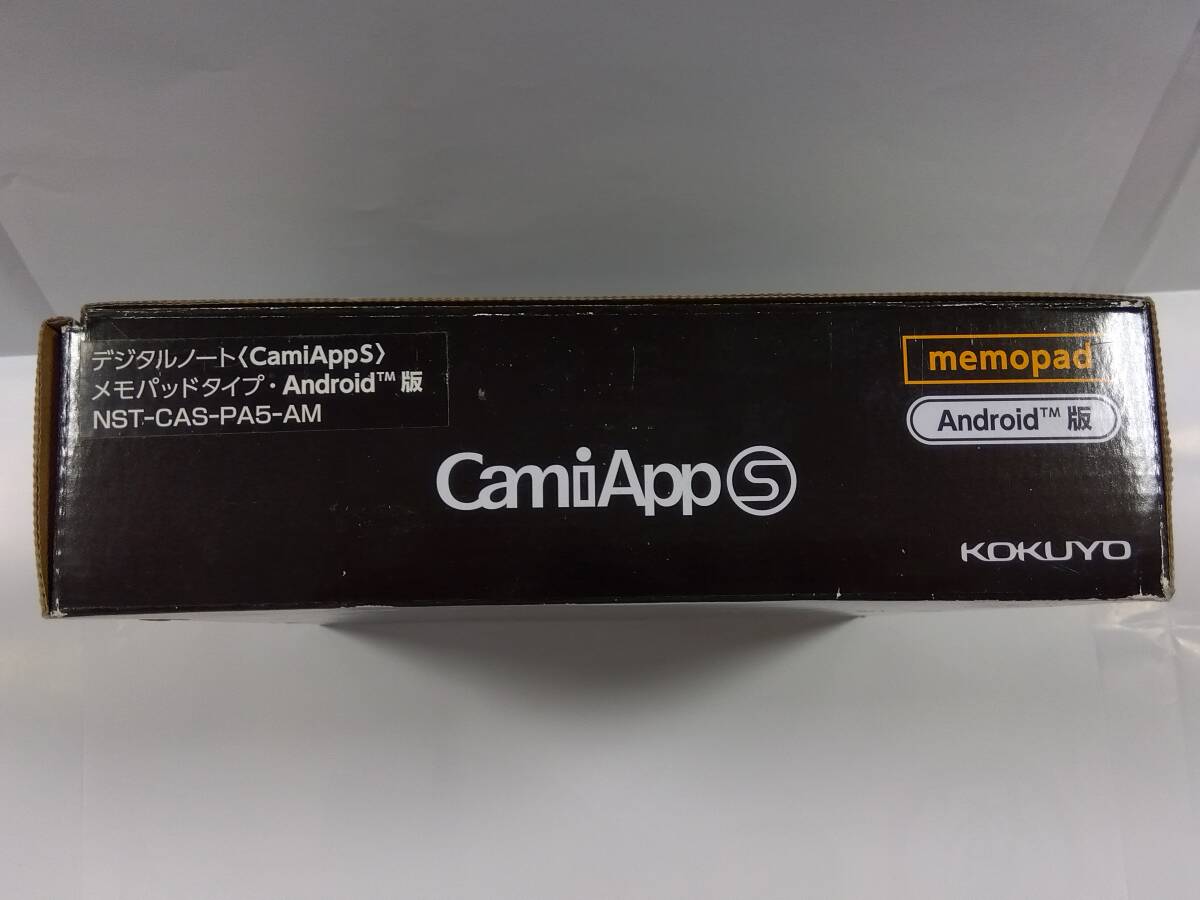 デジタルノート〈CamiAppS〉
メモパッドタイプ・Android™ 版
NST-CAS-PA5-AM
memopad
Android™ 版
CamiApp S
KOKUYO